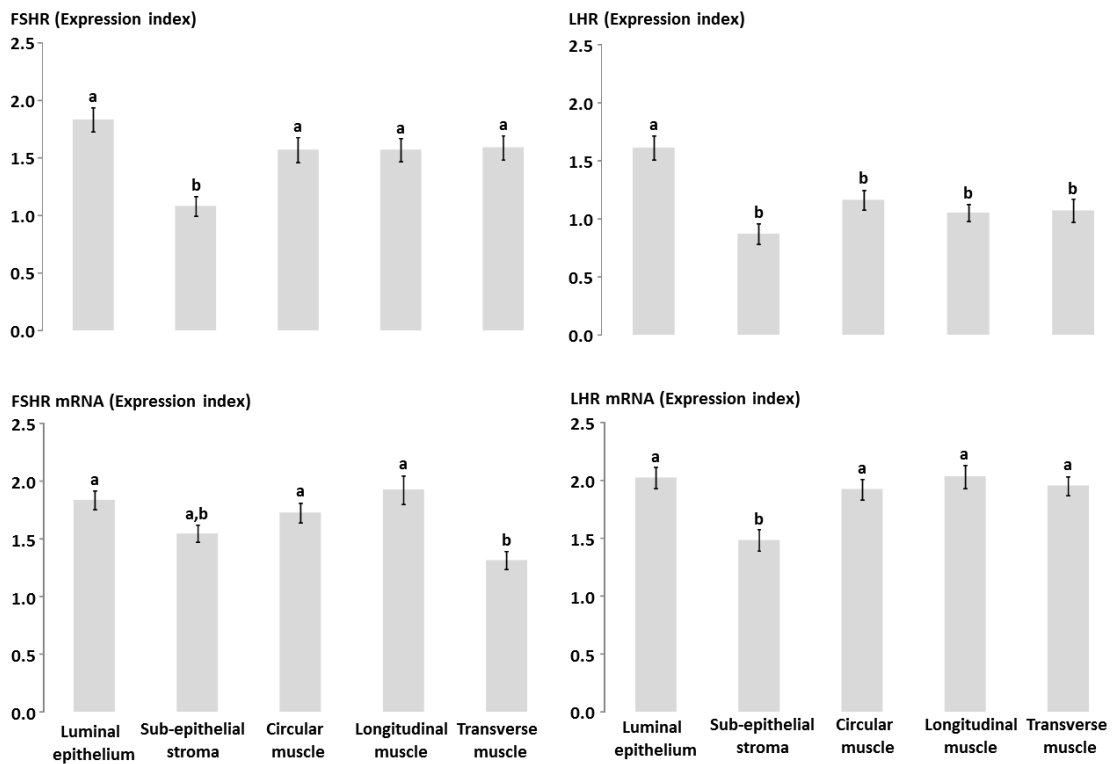 FSHR (Expression index)
2.5
2.0
1.5
1.0
0.5
0.0
a
b
a
a
a
LHR (Expression index)
2.5
2.0
1.5
1.0
0.5
0.0
a
b
b
b
b
FSHR mRNA (Expression index)
2.5
2.0
1.5
1.0
0.5
0.0
a
a,b
a
a
b
Luminal
epithelium
Sub-epithelial
stroma
Circular
muscle
Longitudinal
muscle
Transverse
muscle
LHR mRNA (Expression index)
2.5
2.0
1.5
1.0
0.5
0.0
a
b
a
a
a
Luminal
epithelium
Sub-epithelial
stroma
Circular
muscle
Longitudinal
muscle
Transverse
muscle